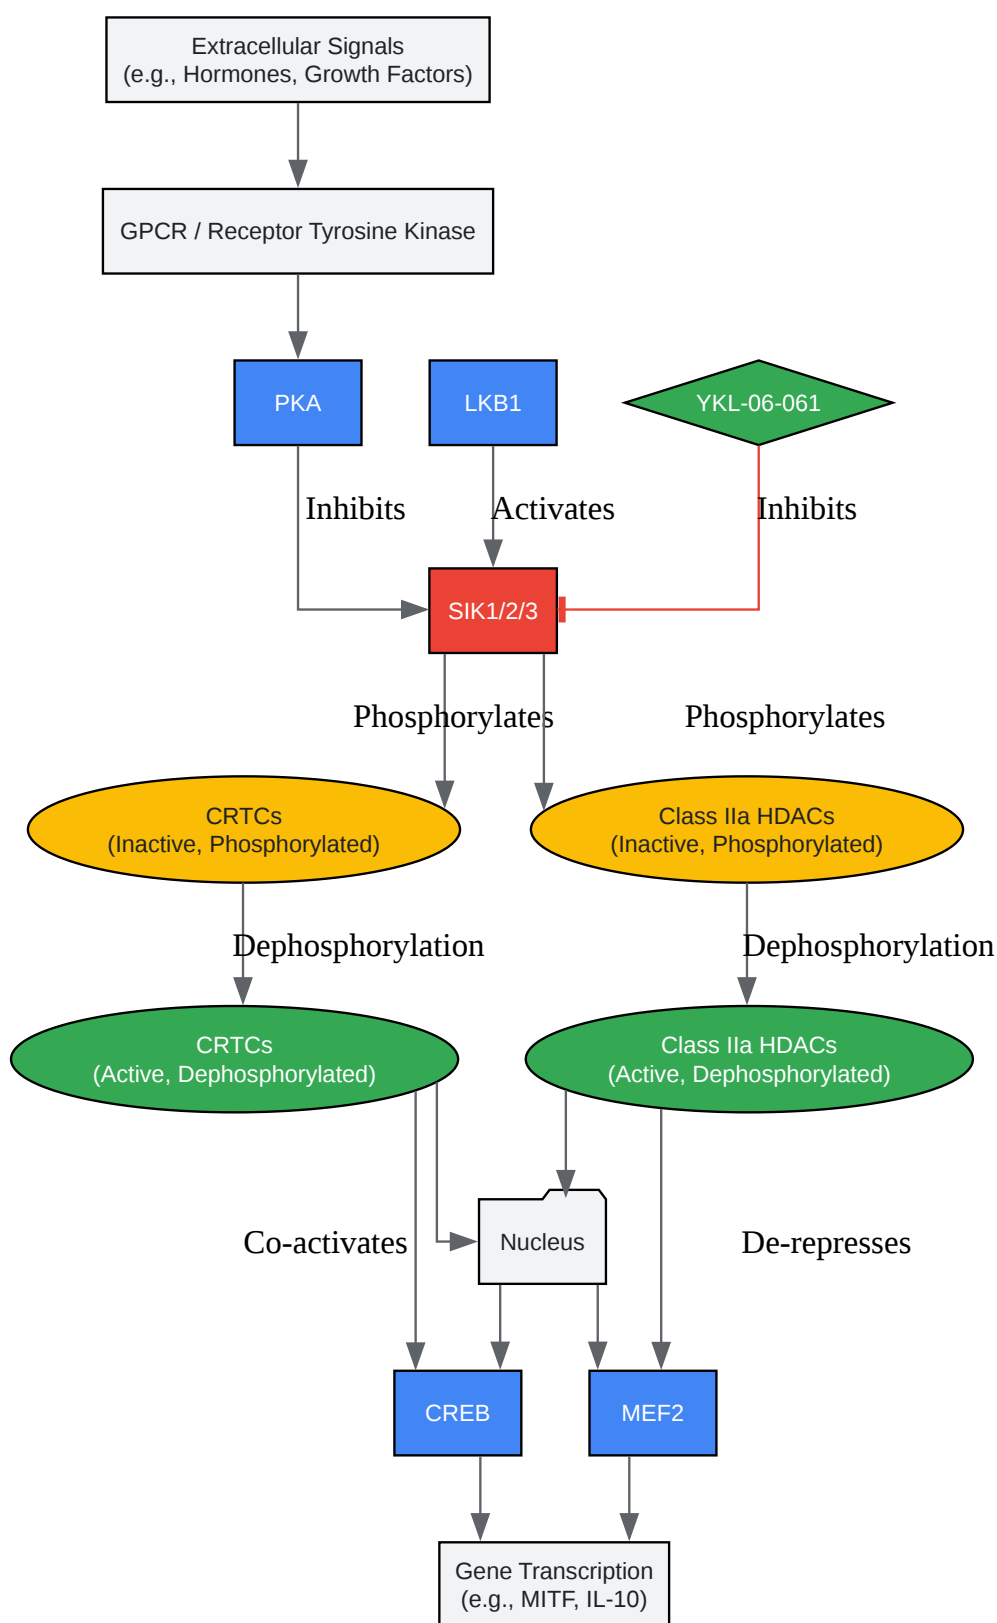 Extracellular Signals
(e.g., Hormones, Growth Factors)
GPCR / Receptor Tyrosine Kinase
PKA
LKB1
YKL-06-061
Inhibits
Activates
Inhibits
SIK1/2/3
Phosphorylates
Phosphorylates
CRTCs
(Inactive, Phosphorylated)
Class IIa HDACs
(Inactive, Phosphorylated)
Dephosphorylation
Dephosphorylation
CRTCs
(Active, Dephosphorylated)
Class IIa HDACs
(Active, Dephosphorylated)
Co-activates
Nucleus
De-represses
CREB
MEF2
Gene Transcription
(e.g., MITF, IL-10)